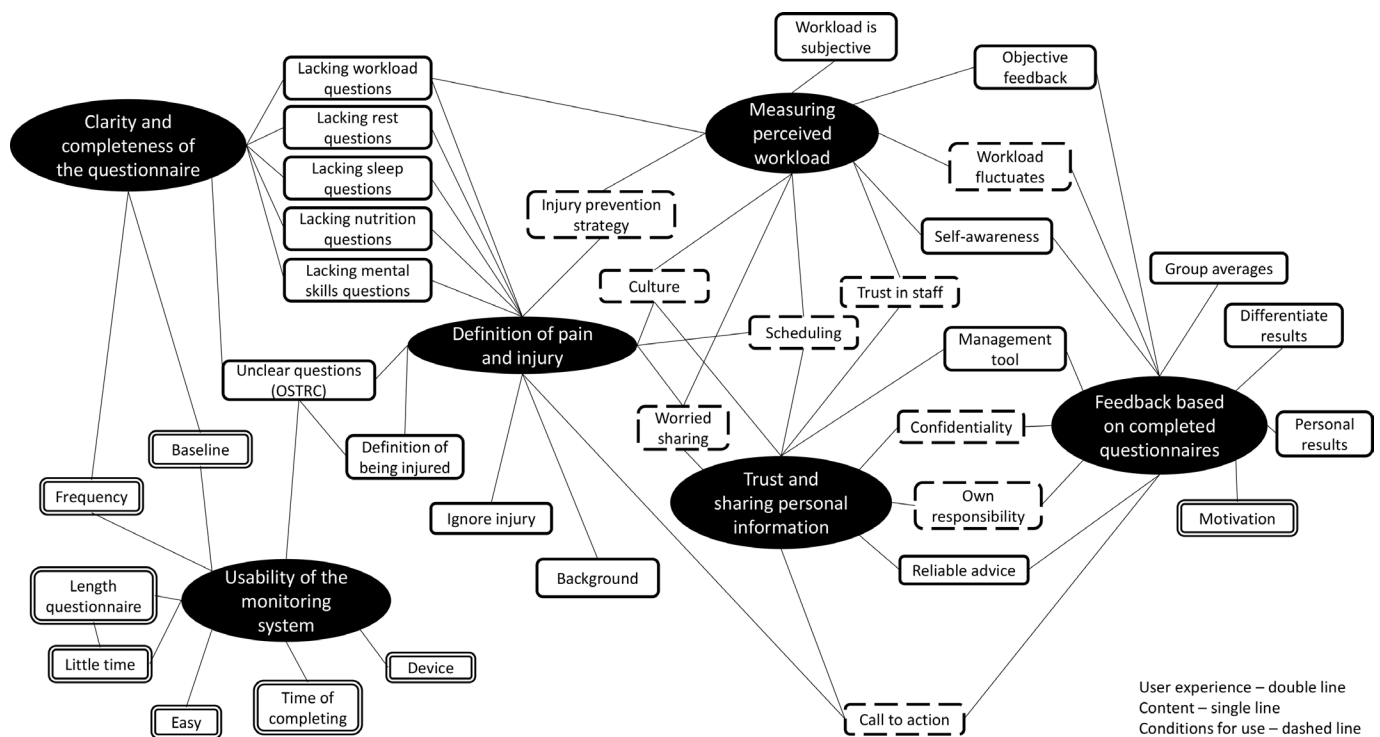 Workload is
subjective
Lacking workload
questions
Objective
feedback
Clarity and
completeness of
the questionnaire
Lacking rest
questions
Measuring
perceived
workload
Lacking sleep
questions
Workload
fluctuates
Injury prevention
strategy
Lacking nutrition
questions
Self-awareness
Lacking mental
skills questions
Group averages
Culture
Trust in staff
Definition of pain
and injury
Scheduling
Differentiate
results
Management
tool
Unclear questions
(OSTRC)
Feedback based
on completed
questionnaires
Worried
sharing
Confidentiality
Personal
results
Baseline
Definition of
being injured
Frequency
Trust and
sharing personal
information
Ignore injury
Own
responsibility
Motivation
Reliable advice
Background
Usability of the
monitoring
system
Length
questionnaire
Little time
Device
Easy
Time of
completing
Call to action
User experience – double line
Content – single line
Conditions for use – dashed line